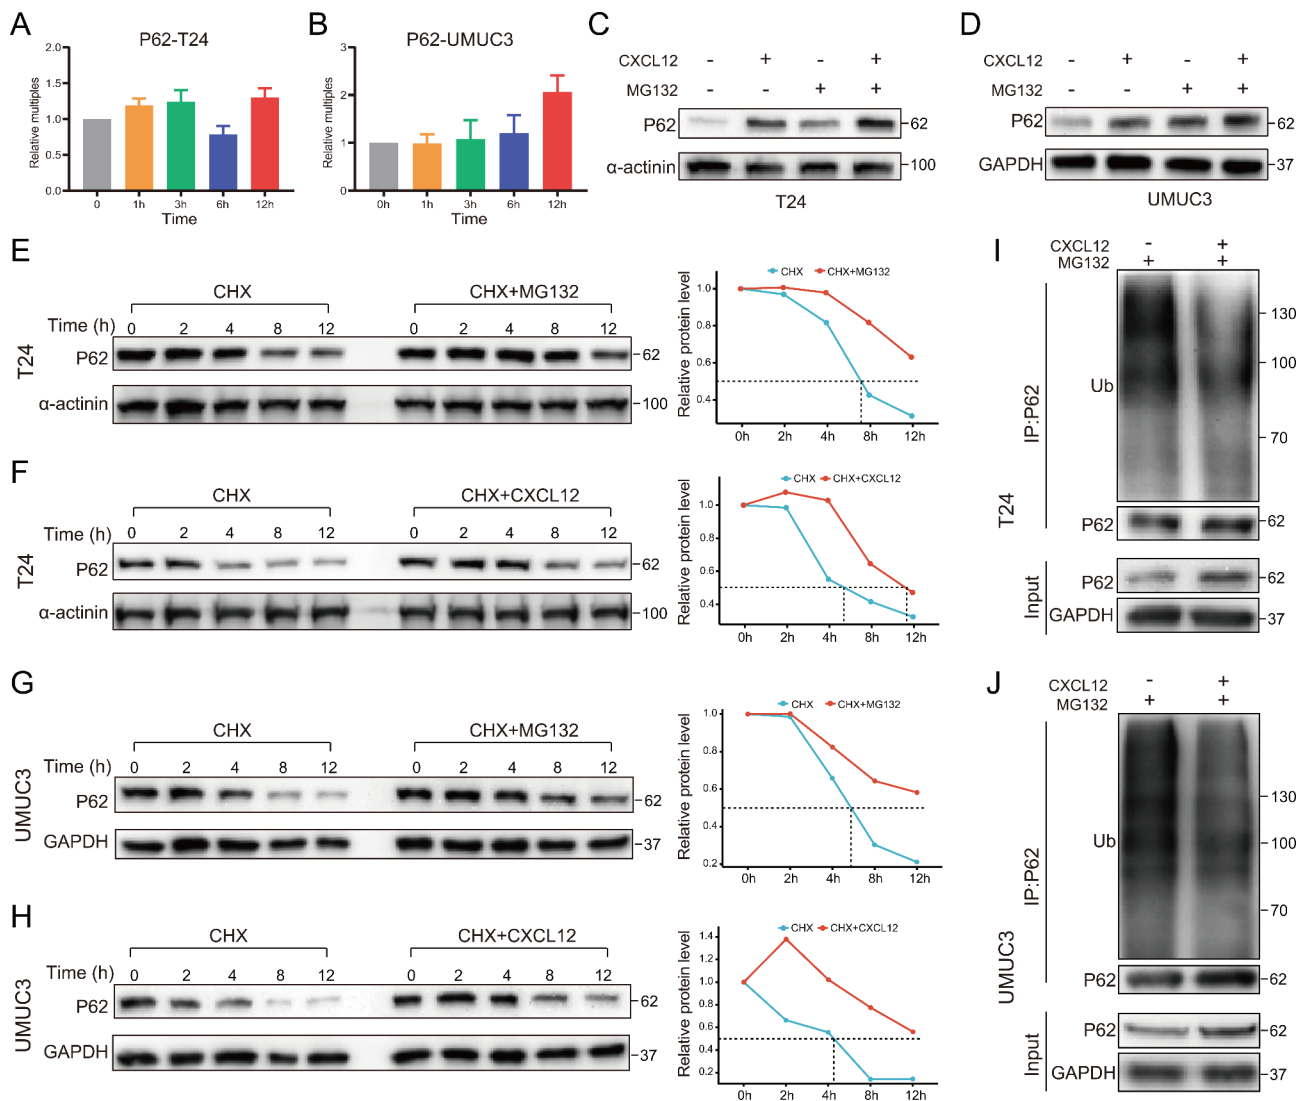 A
P62-T24
Relative multiples
2.0
1.5
1.0
0.5
0.0
0 1h 3h 6h 12h
Time
B
P62-UMUC3
Relative multiples
3
2
1
0
0h 1h 3h 6h 12h
Time
C
CXCL12 - + - +
MG132 - - + +
P62 62
α-actinin 100
T24
D
CXCL12 - + - +
MG132 - - + +
P62 62
GAPDH 37
UMUC3
E
T24
CHX CHX+MG132
Time (h) 0 2 4 8 12 0 2 4 8 12
P62 62
α-actinin 100
CHX CHX+MG132
Relative protein level
1.0
0.8
0.6
0.4
0h 2h 4h 8h 12h
F
T24
CHX CHX+CXCL12
Time (h) 0 2 4 8 12 0 2 4 8 12
P62 62
α-actinin 100
CHX CHX+CXCL12
Relative protein level
1.0
0.8
0.6
0.4
0h 2h 4h 8h 12h
G
UMUC3
CHX CHX+MG132
Time (h) 0 2 4 8 12 0 2 4 8 12
P62 62
GAPDH 37
CHX CHX+MG132
Relative protein level
1.0
0.8
0.6
0.4
0.2
0h 2h 4h 8h 12h
H
UMUC3
CHX CHX+CXCL12
Time (h) 0 2 4 8 12 0 2 4 8 12
P62 62
GAPDH 37
CHX CHX+CXCL12
Relative protein level
1.4
1.2
1.0
0.8
0.6
0.4
0.2
0h 2h 4h 8h 12h
I
CXCL12 - +
MG132 + +
T24
IP:P62
Ub
130
100
70
P62 62
Input
P62 62
GAPDH 37
J
CXCL12 - +
MG132 + +
UMUC3
IP:P62
Ub
130
100
70
P62 62
Input
P62 62
GAPDH 37